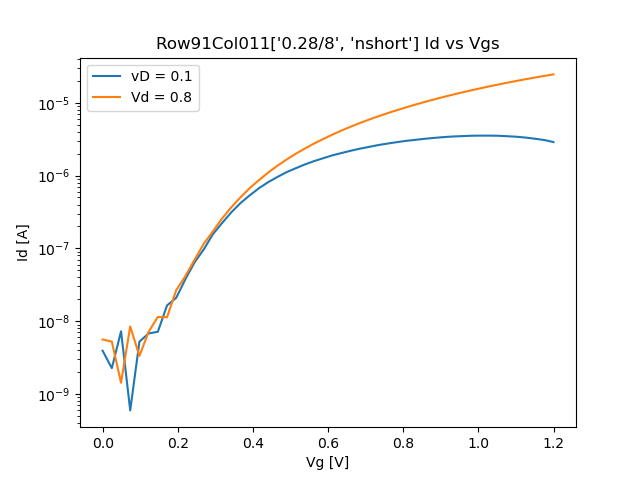 Row91Col011['0.28/8', 'nshort'] Id vs Vgs
vD = 0.1
Vd = 0.8
10⁻⁵
10⁻⁶
10⁻⁷
10⁻⁸
10⁻⁹
Id [A]
0.0 0.2 0.4 0.6 0.8 1.0 1.2
Vg [V]